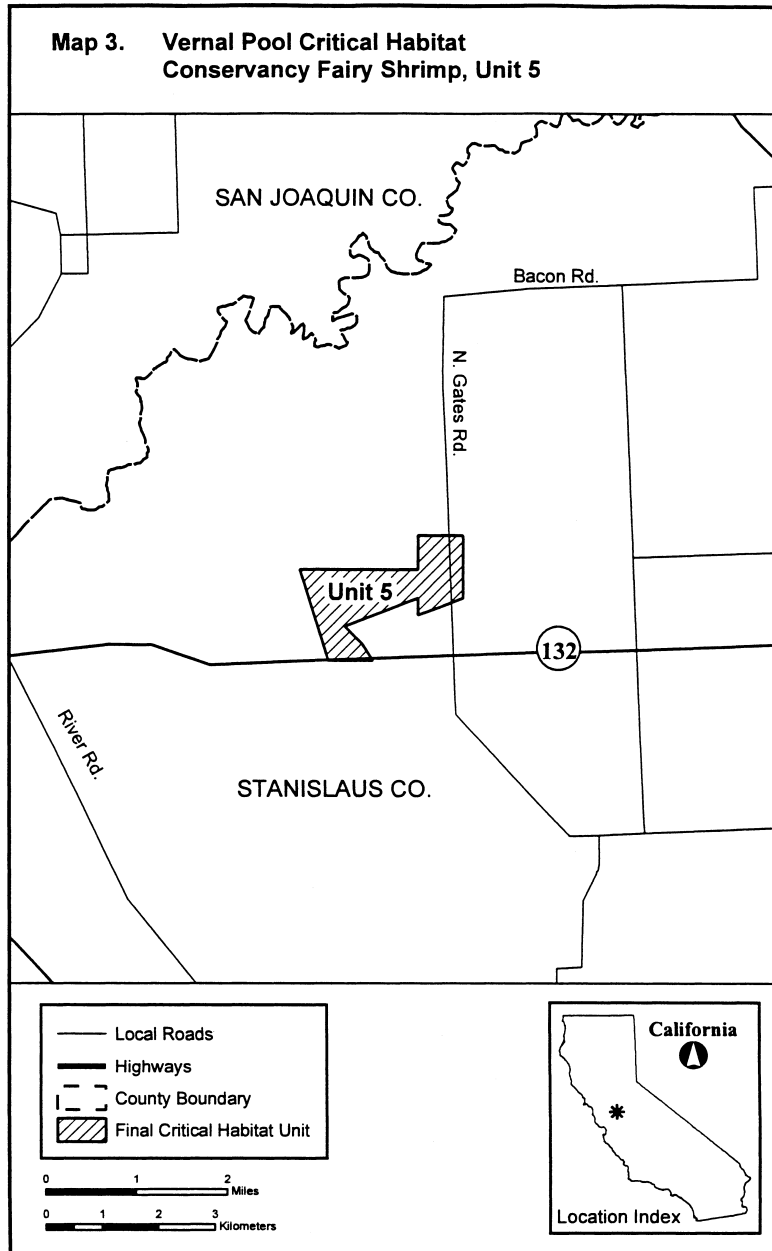 Map 3. Vernal Pool Critical Habitat
Conservancy Fairy Shrimp, Unit 5
SAN JOAQUIN CO.
Bacon Rd.
N. Gates Rd.
Unit 5
132
River Rd.
STANISLAUS CO.
Local Roads
Highways
County Boundary
Final Critical Habitat Unit
0 1 2
Miles
0 1 2 3
Kilometers
California
Location Index